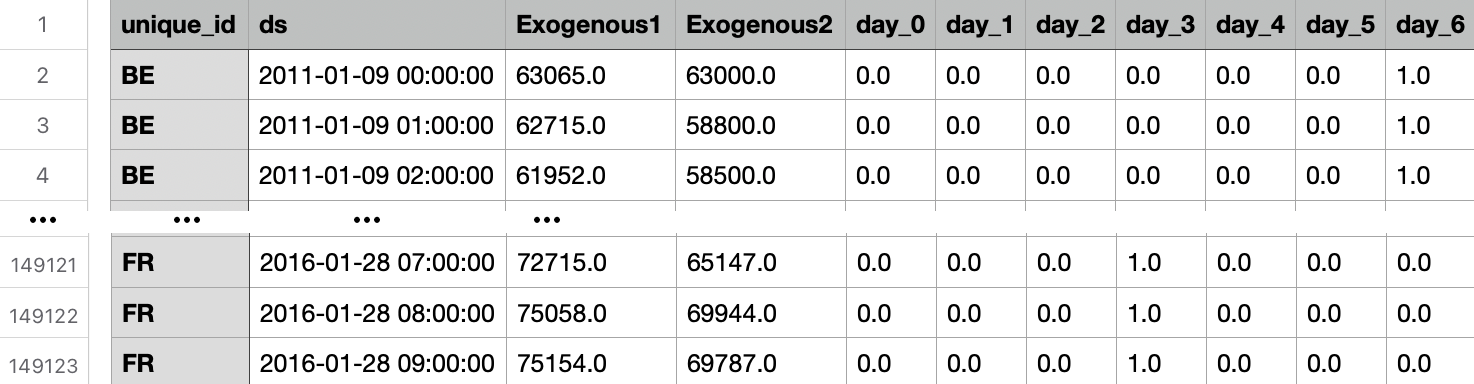 1 unique_id ds Exogenous1 Exogenous2 day_0 day_1 day_2 day_3 day_4 day_5 day_6
2 BE 2011-01-09 00:00:00 63065.0 63000.0 0.0 0.0 0.0 0.0 0.0 0.0 1.0
3 BE 2011-01-09 01:00:00 62715.0 58800.0 0.0 0.0 0.0 0.0 0.0 0.0 1.0
4 BE 2011-01-09 02:00:00 61952.0 58500.0 0.0 0.0 0.0 0.0 0.0 0.0 1.0
... ... ... ...
149121 FR 2016-01-28 07:00:00 72715.0 65147.0 0.0 0.0 0.0 1.0 0.0 0.0 0.0
149122 FR 2016-01-28 08:00:00 75058.0 69944.0 0.0 0.0 0.0 1.0 0.0 0.0 0.0
149123 FR 2016-01-28 09:00:00 75154.0 69787.0 0.0 0.0 0.0 1.0 0.0 0.0 0.0